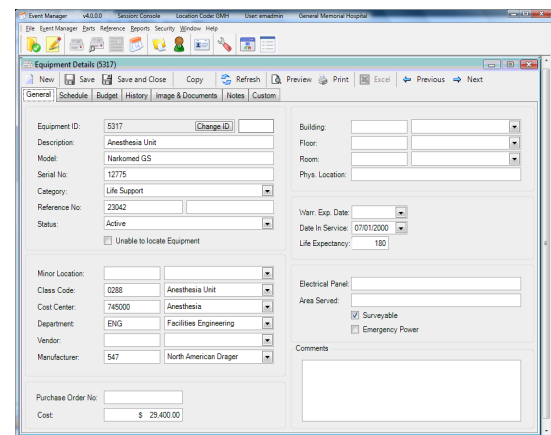 Event Manager v4.0.0 Session: Console Location Code: GMH User: emadmin General Memorial Hospital
File Event Manager Parts Reference Reports Security Window Help
Equipment Details (5317)
New Save Save and Close Copy Refresh Preview Print Excel Previous Next
General Schedule Budget History Image & Documents Notes Custom
Equipment ID: 5317 Change ID
Description: Anesthesia Unit
Model: Narkomed GS
Serial No: 12775
Category: Life Support
Reference No: 23042
Status: Active
Unable to locate Equipment
Building:
Floor:
Room:
Phys. Location:
Warr. Exp. Date:
Date In Service: 07/01/2000
Life Expectancy: 180
Minor Location:
Class Code: 0288 Anesthesia Unit
Cost Center: 745000 Anesthesia
Department: ENG Facilities Engineering
Vendor:
Manufacturer: 547 North American Drager
Electrical Panel:
Area Served:
Surveyable
Emergency Power
Comments
Purchase Order No:
Cost: $ 29.400.00